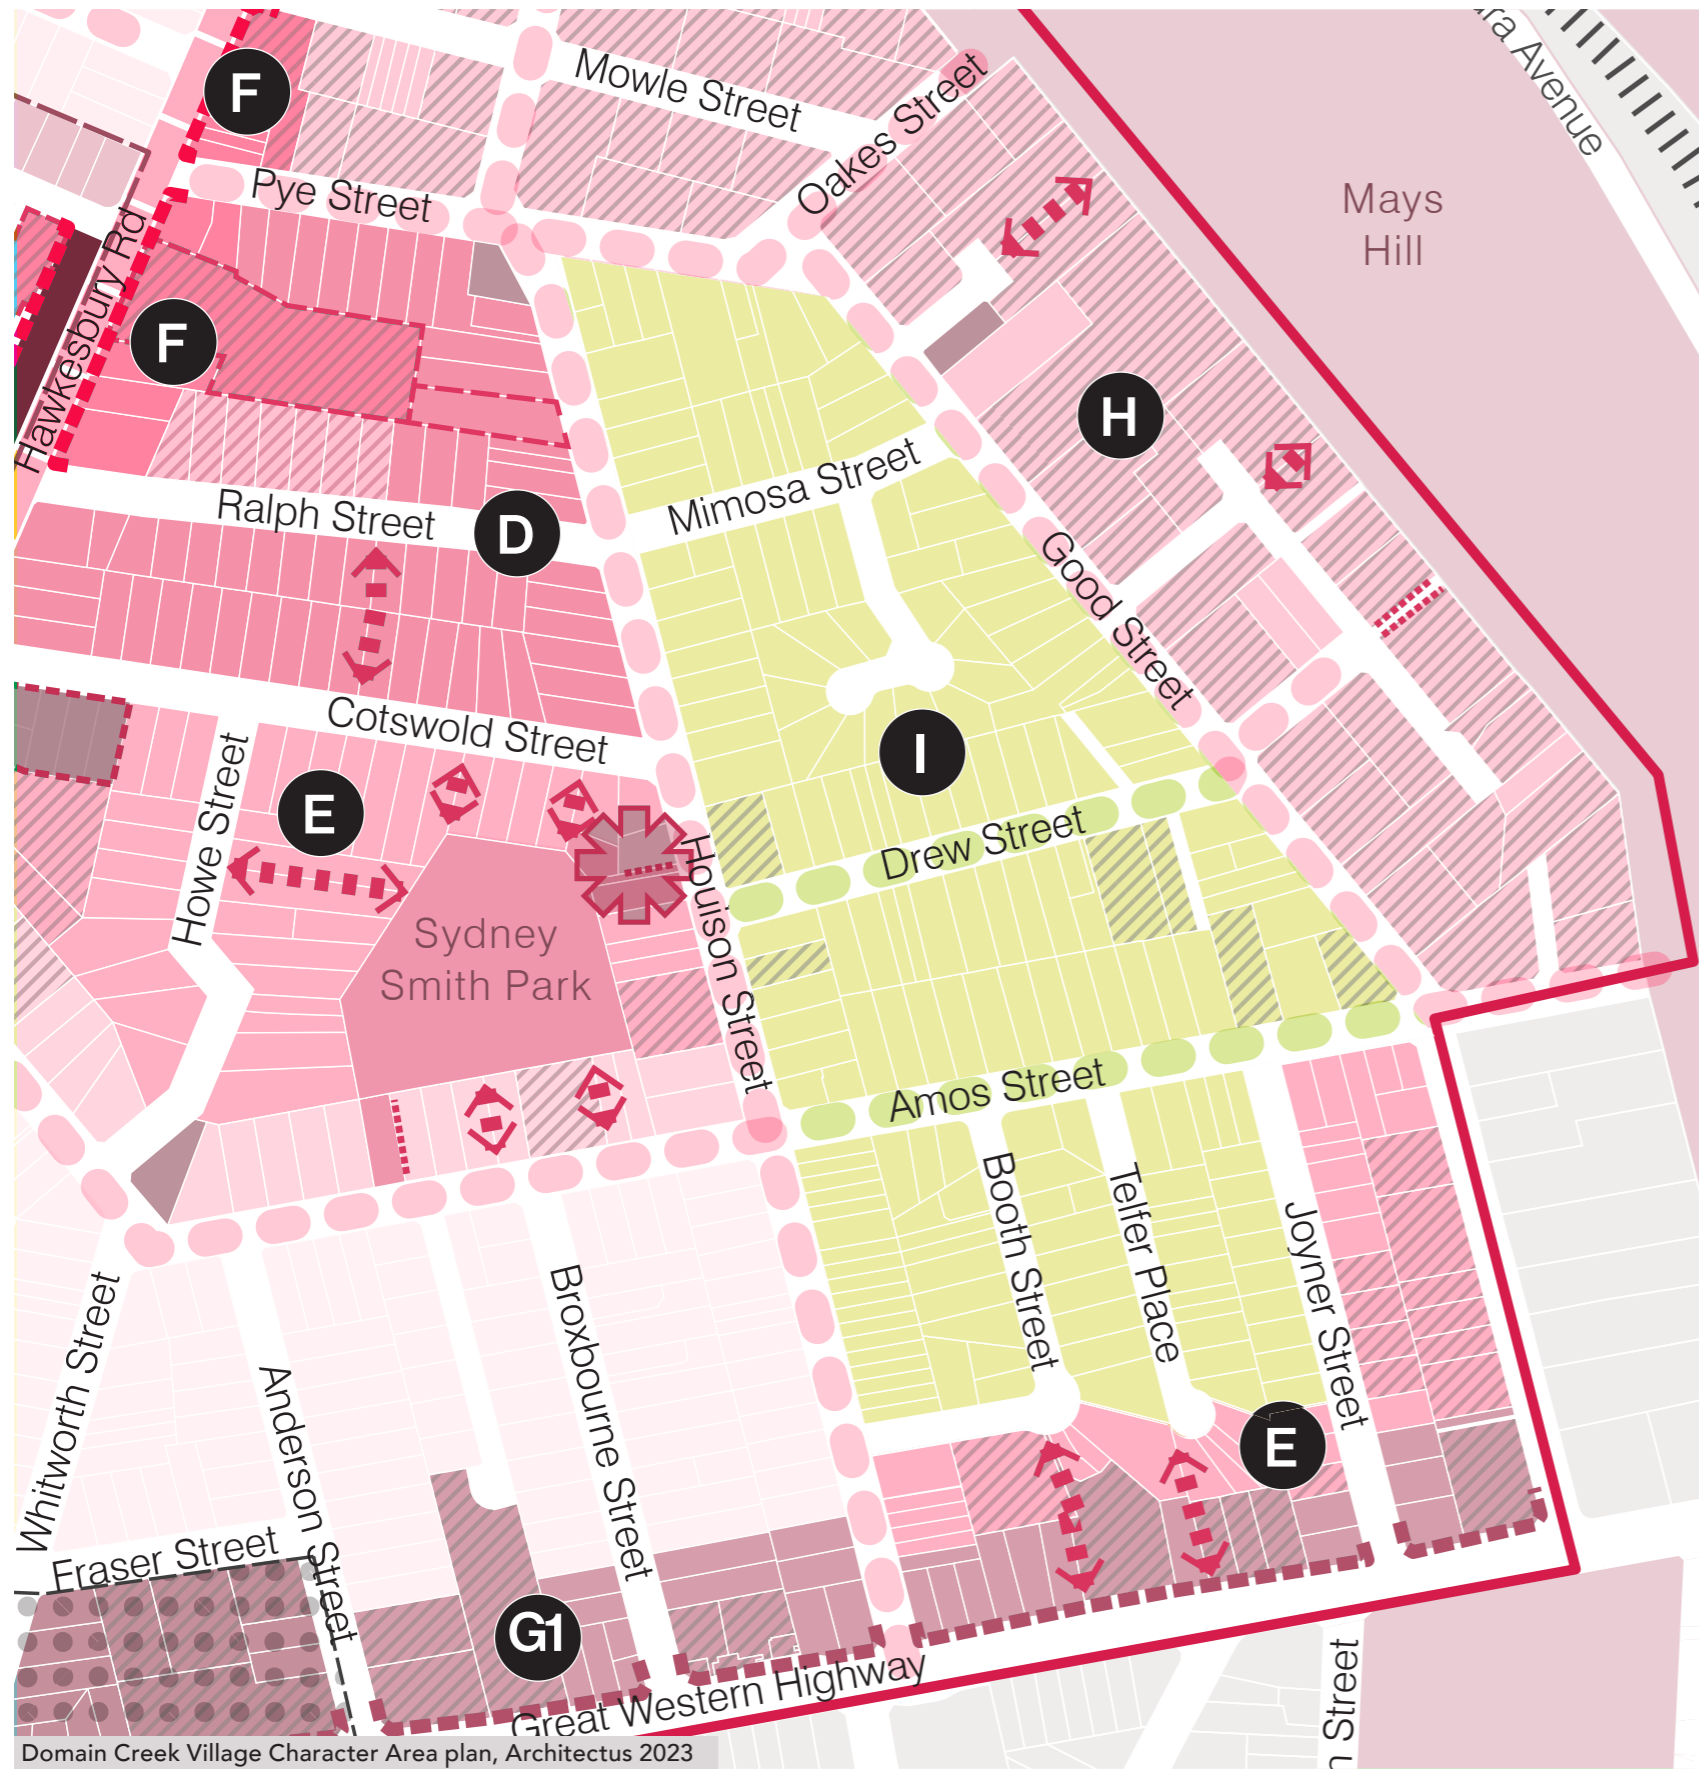 Avenue
Mowle Street
Oakes Street
F
Pye Street
Mays
Hill
Hawkesbury Rd
F
H
Mimosa Street
Ralph Street
D
Good Street
Cotswold Street
I
Howe Street
E
Drew Street
Houison Street
Sydney
Smith Park
Amos Street
Booth Street
Telfer Place
Joyner Street
Whitworth Street
Anderson Street
Broxbourne Street
E
Fraser Street
G1
Great Western Highway
n Street
Domain Creek Village Character Area plan, Architectus 2023